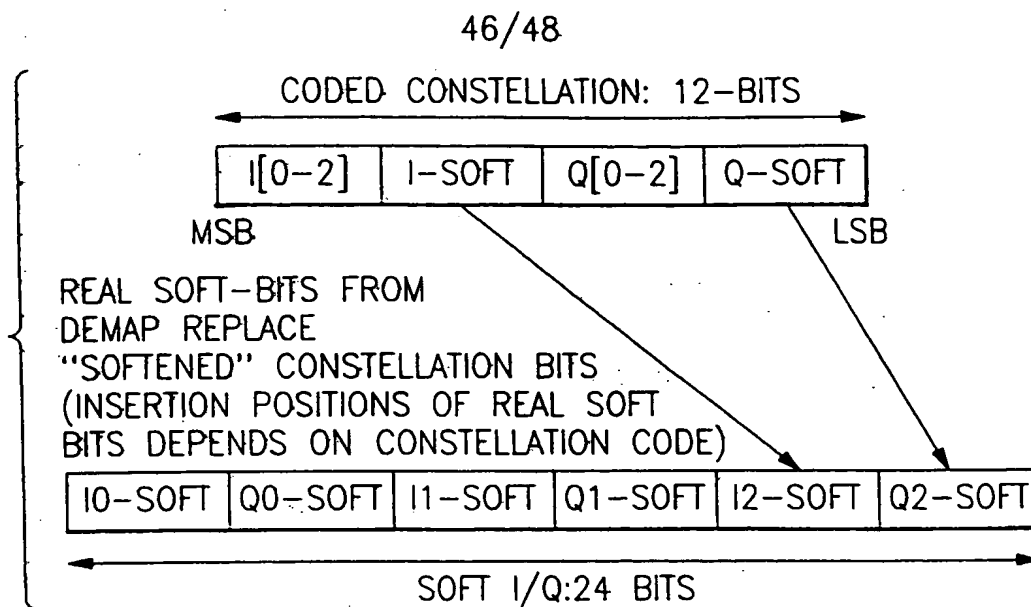 46/48
CODED CONSTELLATION: 12-BITS
I[0-2] I-SOFT Q[0-2] Q-SOFT
MSB LSB
REAL SOFT-BITS FROM
DEMAP REPLACE
"SOFTENED" CONSTELLATION BITS
(INSERTION POSITIONS OF REAL SOFT
BITS DEPENDS ON CONSTELLATION CODE)
I0-SOFT Q0-SOFT I1-SOFT Q1-SOFT I2-SOFT Q2-SOFT
SOFT I/Q:24 BITS